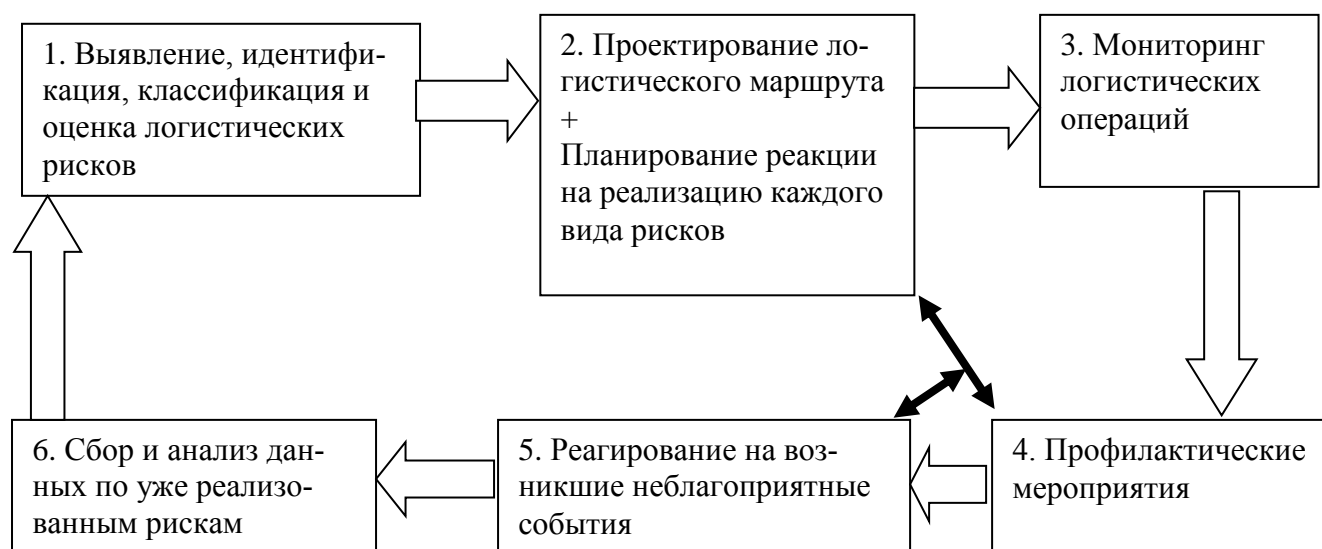 1. Выявление, идентифи-
кация, классификация и
оценка логистических
рисков
2. Проектирование ло-
гистического маршрута
+
Планирование реакции
на реализацию каждого
вида рисков
3. Мониторинг
логистических
операций
4. Профилактические
мероприятия
5. Реагирование на воз-
никшие неблагоприятные
события
6. Сбор и анализ дан-
ных по уже реализо-
ванным рискам